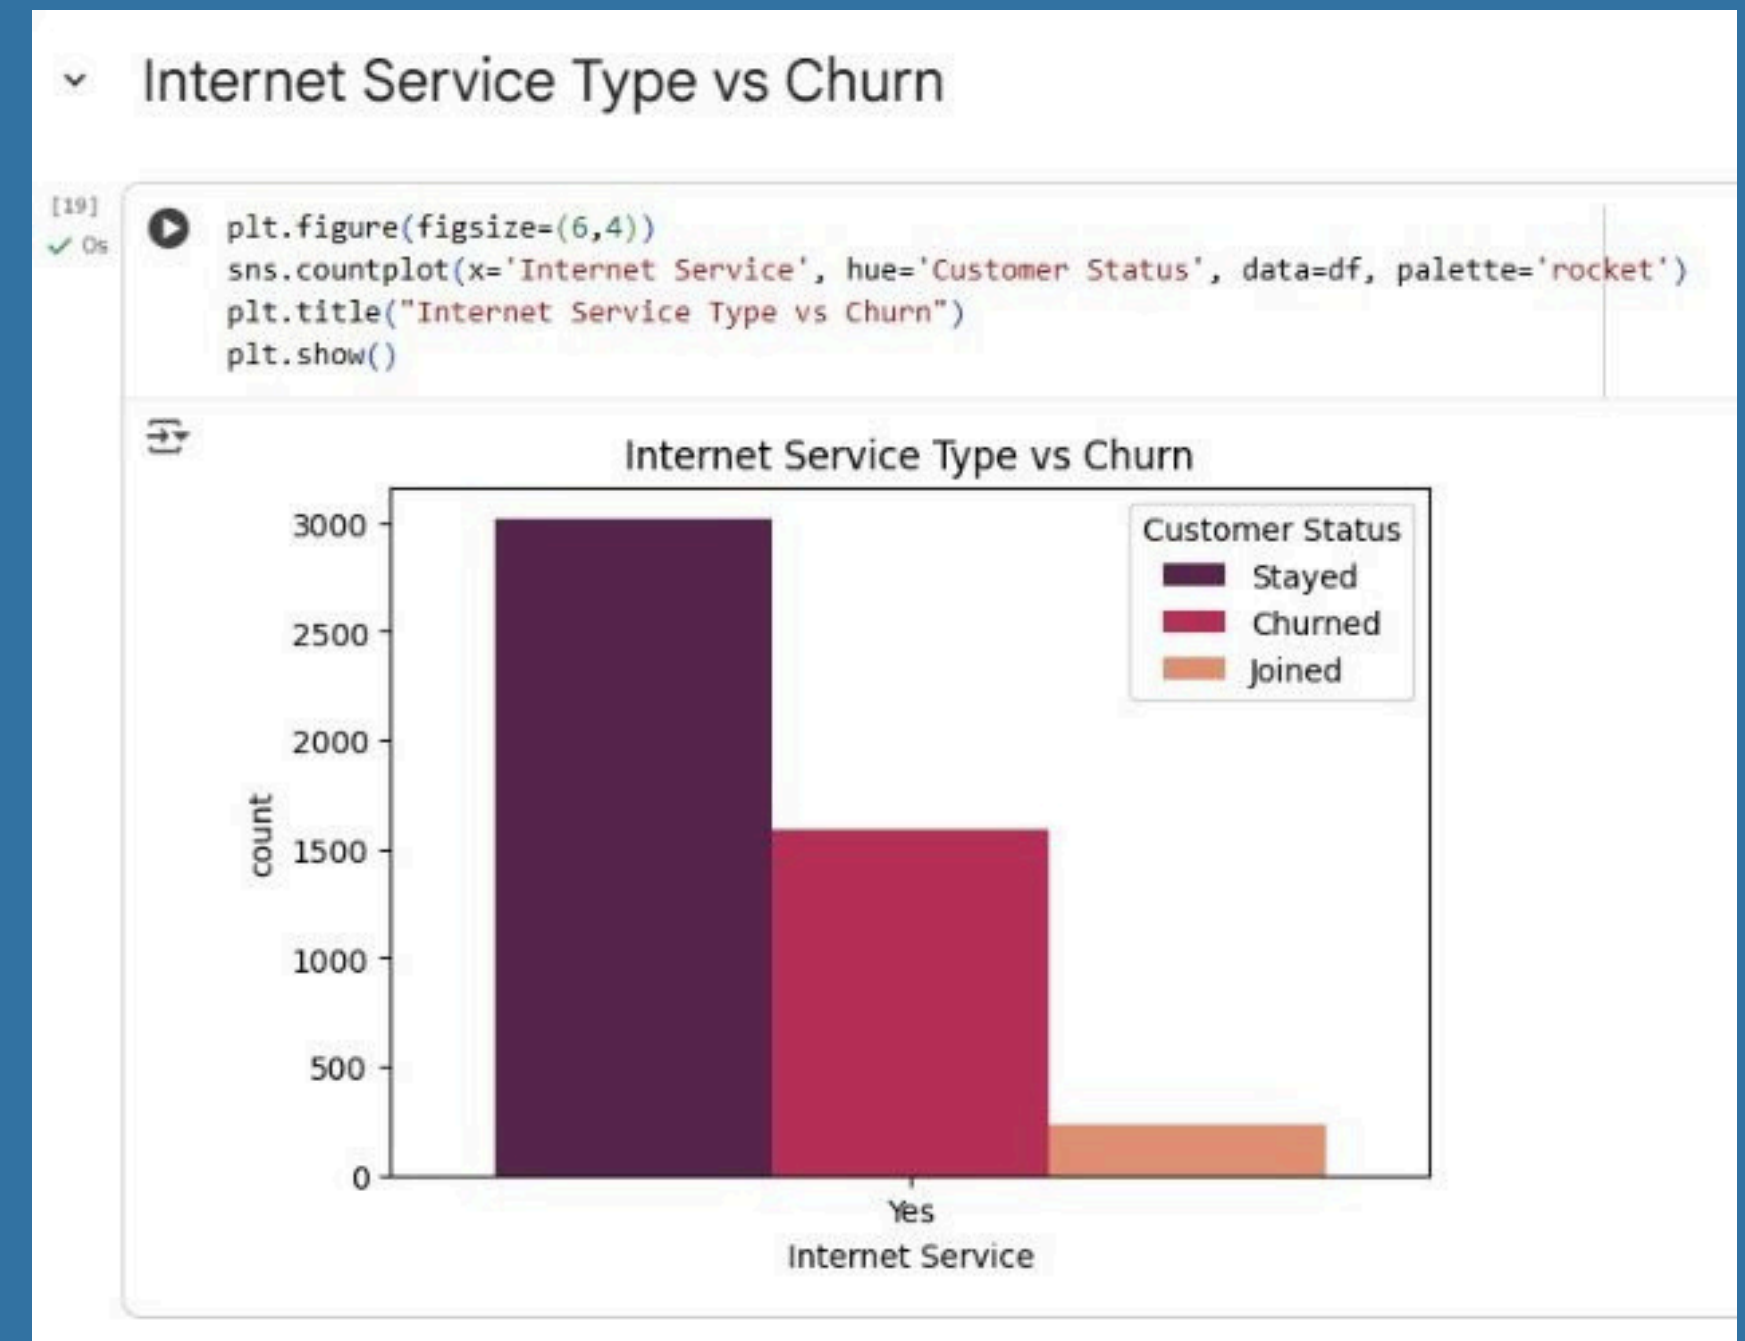 Internet Service Type vs Churn
[19]
0s
plt.figure(figsize=(6,4))
sns.countplot(x='Internet Service', hue='Customer Status', data=df, palette='rocket')
plt.title("Internet Service Type vs Churn")
plt.show()
Internet Service Type vs Churn
Customer Status
Stayed
Churned
Joined
3000
2500
2000
1500
1000
500
0
count
Yes
Internet Service